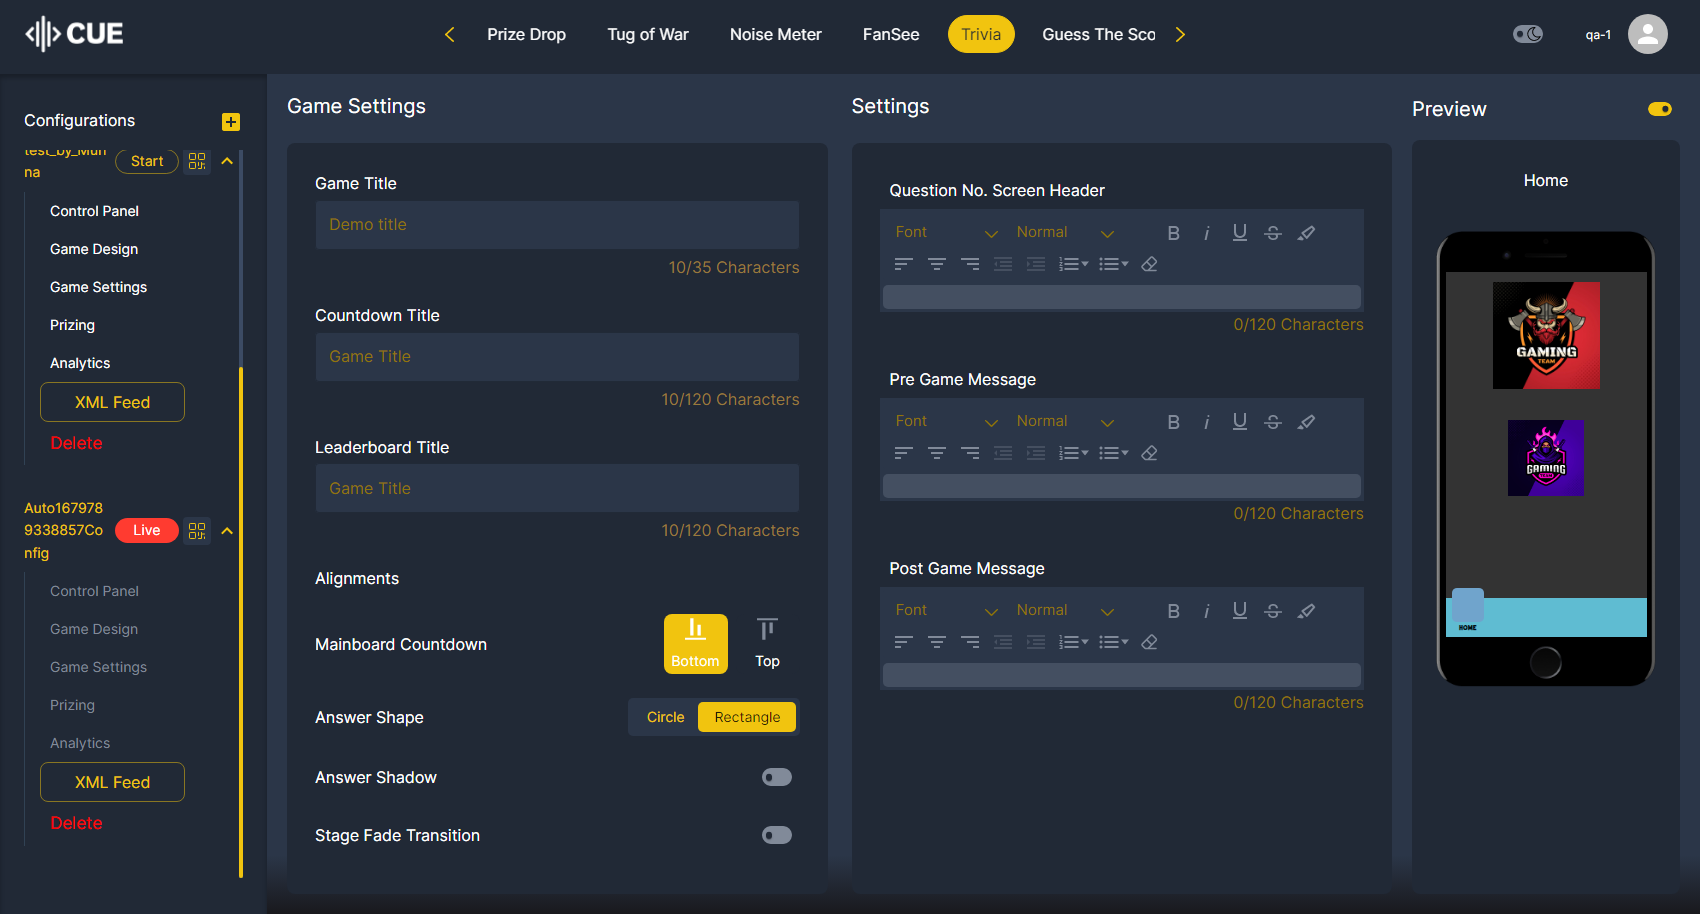 CUE
Prize Drop
Tug of War
Noise Meter
FanSee
Trivia
Guess The Sco
qa-1
Configurations
test_by_Mun
na
Start
Control Panel
Game Design
Game Settings
Prizing
Analytics
XML Feed
Delete
Auto167978
9338857Co
nfig
Live
Control Panel
Game Design
Game Settings
Prizing
Analytics
XML Feed
Delete
Game Settings
Game Title
Demo title
10/35 Characters
Countdown Title
Game Title
10/120 Characters
Leaderboard Title
Game Title
10/120 Characters
Alignments
Mainboard Countdown
Bottom
Top
Answer Shape
Circle
Rectangle
Answer Shadow
Stage Fade Transition
Settings
Question No. Screen Header
Font
Normal
0/120 Characters
Pre Game Message
Font
Normal
0/120 Characters
Post Game Message
Font
Normal
0/120 Characters
Preview
Home
GAMING
TEAM
GAMING
HOME